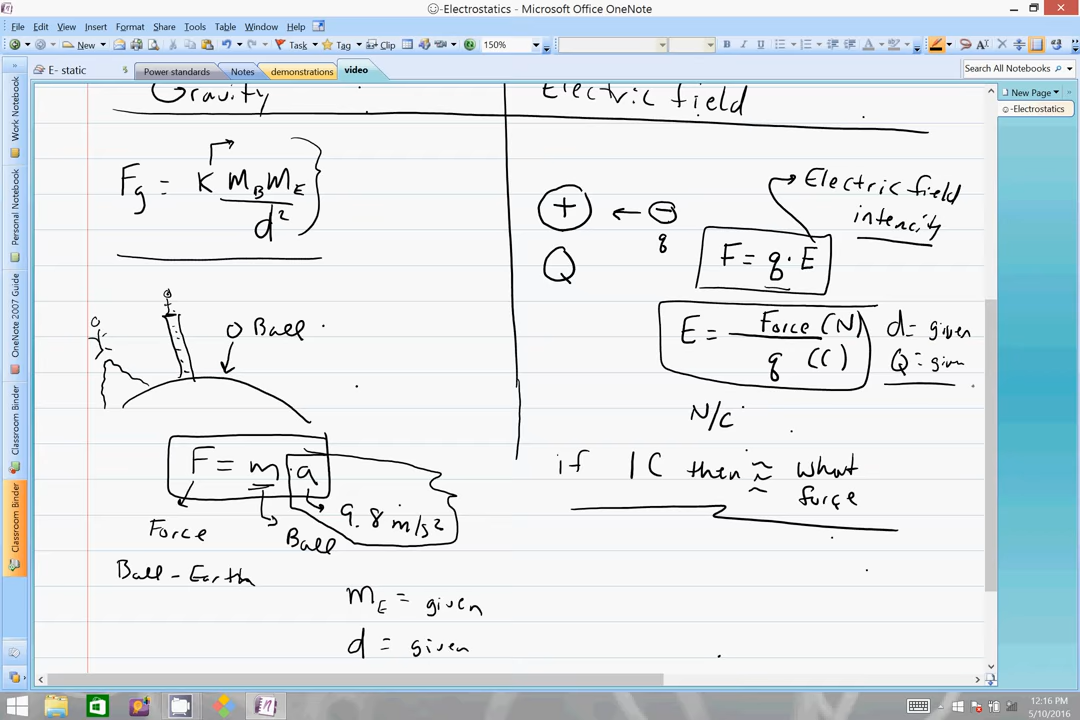 -Electrostatics - Microsoft Office OneNote
File Edit View Insert Format Share Tools Table Window Help
New Task Tag Clip 150%
E- static Power standards Notes demonstrations video
Search All Notebooks
New Page
-Electrostatics
Work Notebook
Personal Notebook
OneNote 2007 Guide
Classroom Binder
Classroom Binder
Gravity
Fg = K mB mE / d²
Ball
F = m a
9.8 m/s²
Force
Ball
Ball - Earth
mE = given
d = given
Electric field
+ ← −
q
Q
Electric field
intencity
F = q · E
E = Force (N) / q (C)
d = given
Q = given
N/C
if 1C then ≈ what
≈ force
12:16 PM
5/10/2016